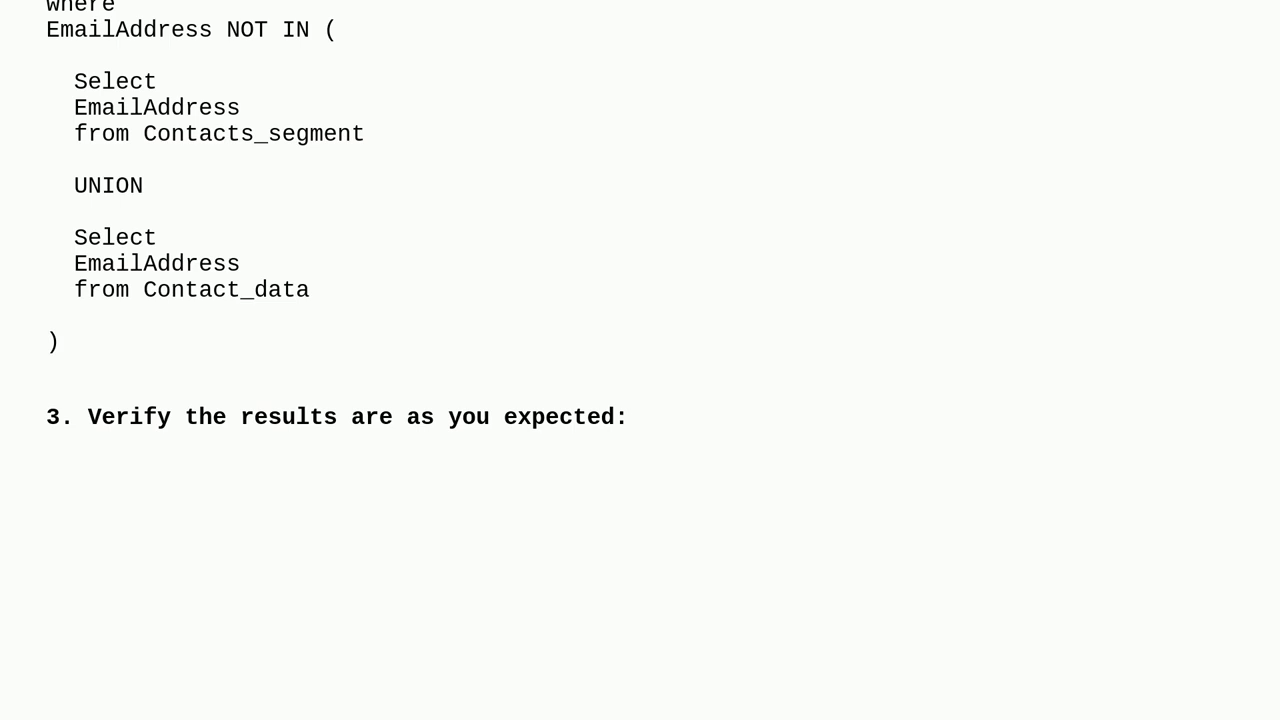 where
EmailAddress NOT IN (
Select
EmailAddress
from Contacts_segment
UNION
Select
EmailAddress
from Contact_data
)
3. Verify the results are as you expected: